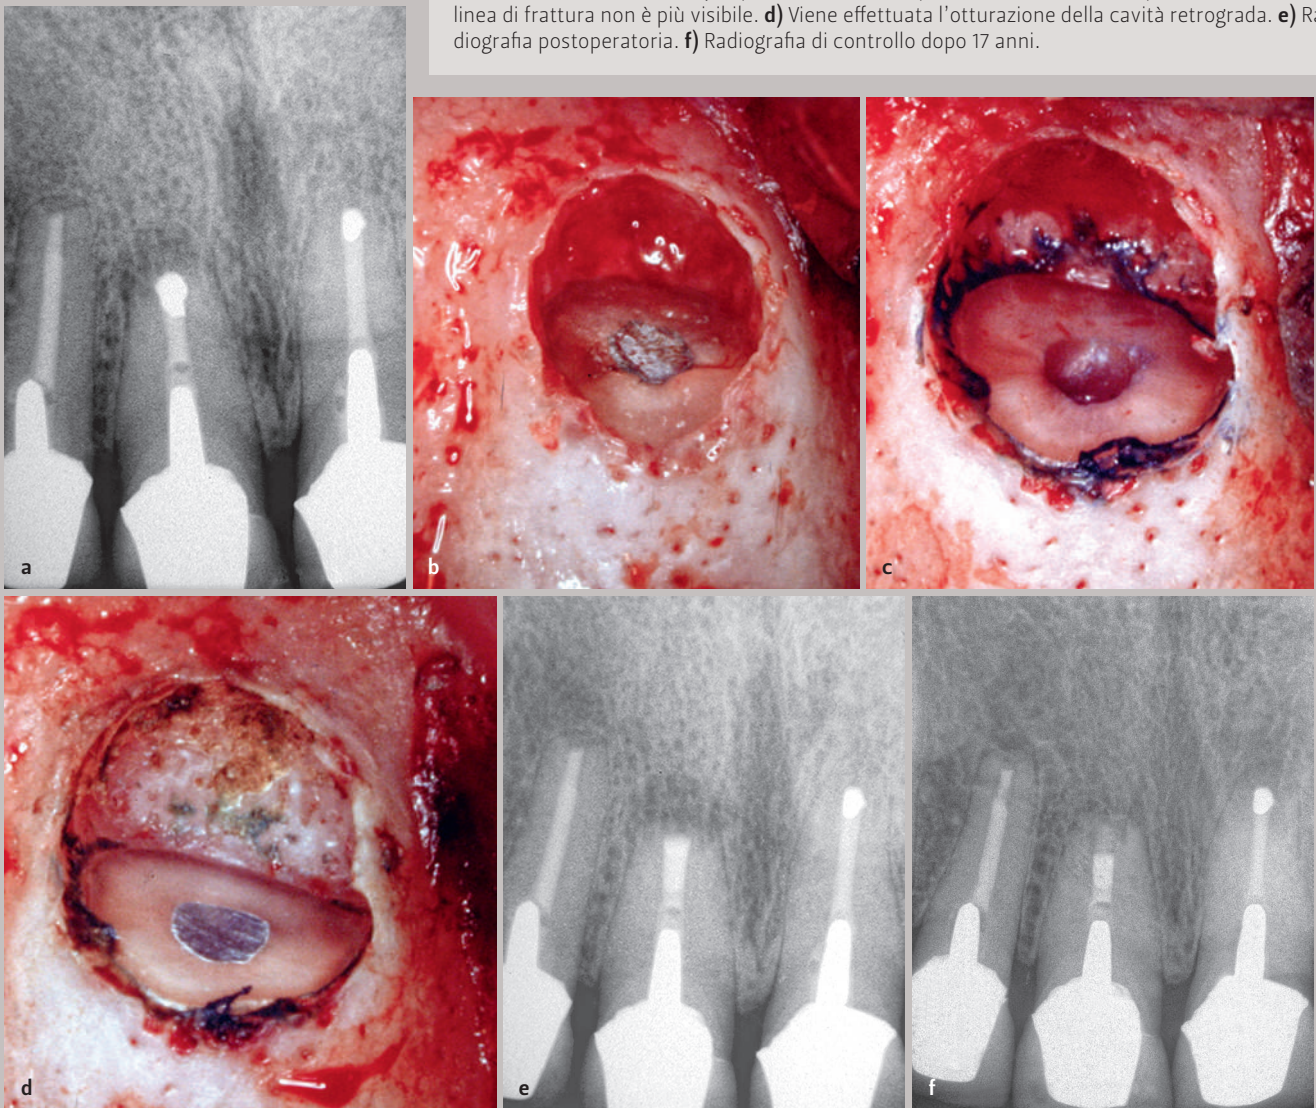 linea di frattura non è più visibile. d) Viene effettuata l'otturazione della cavità retrograda. e) Ra
diografia postoperatoria. f) Radiografia di controllo dopo 17 anni.
a
b
c
d
e
f